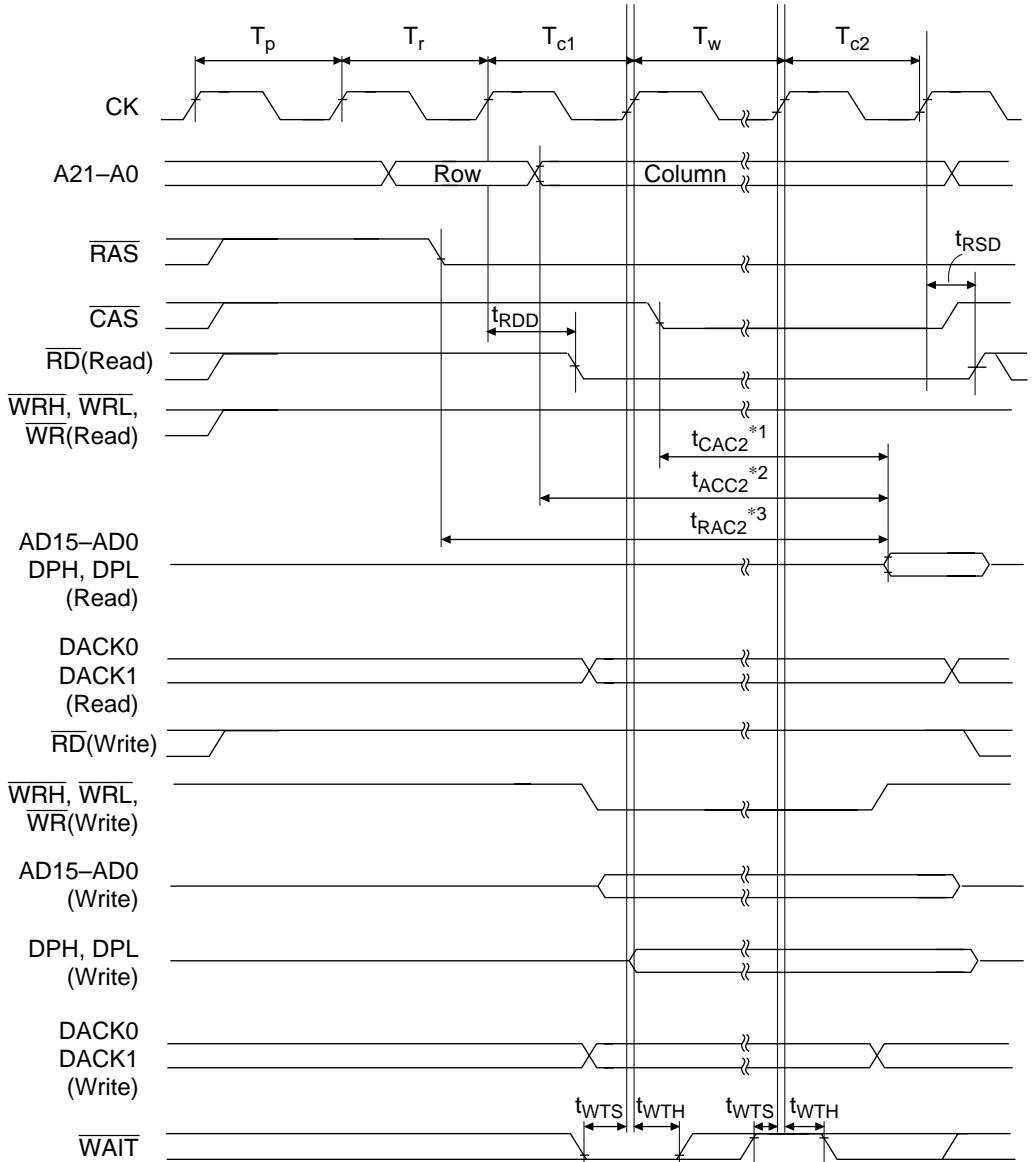 Tp Tr Tc1 Tw Tc2
CK
A21–A0 Row Column
RAS
tRSD
CAS
tRDD
RD(Read)
WRH, WRL,
WR(Read)
tCAC2*1
tACC2*2
tRAC2*3
AD15–AD0
DPH, DPL
(Read)
DACK0
DACK1
(Read)
RD(Write)
WRH, WRL,
WR(Write)
AD15–AD0
(Write)
DPH, DPL
(Write)
DACK0
DACK1
(Write)
tWTS tWTH tWTS tWTH
WAIT